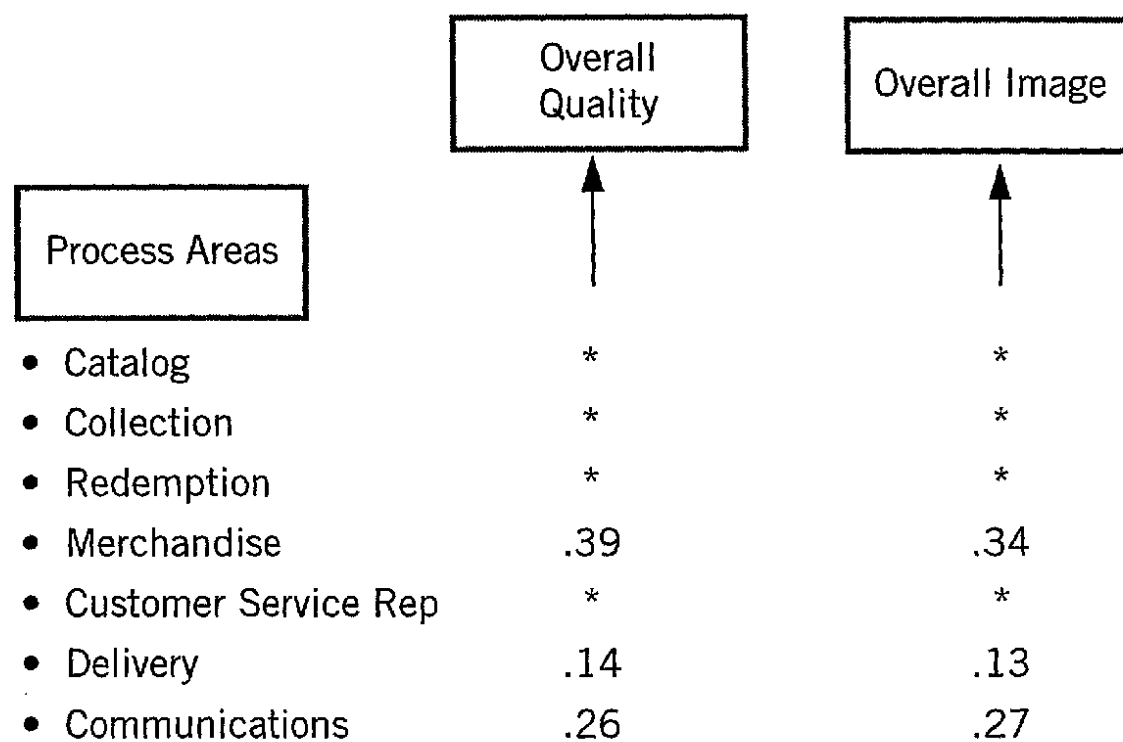 Overall
Quality
Overall Image
Process Areas
• Catalog * *
• Collection * *
• Redemption * *
• Merchandise .39 .34
• Customer Service Rep * *
• Delivery .14 .13
• Communications .26 .27